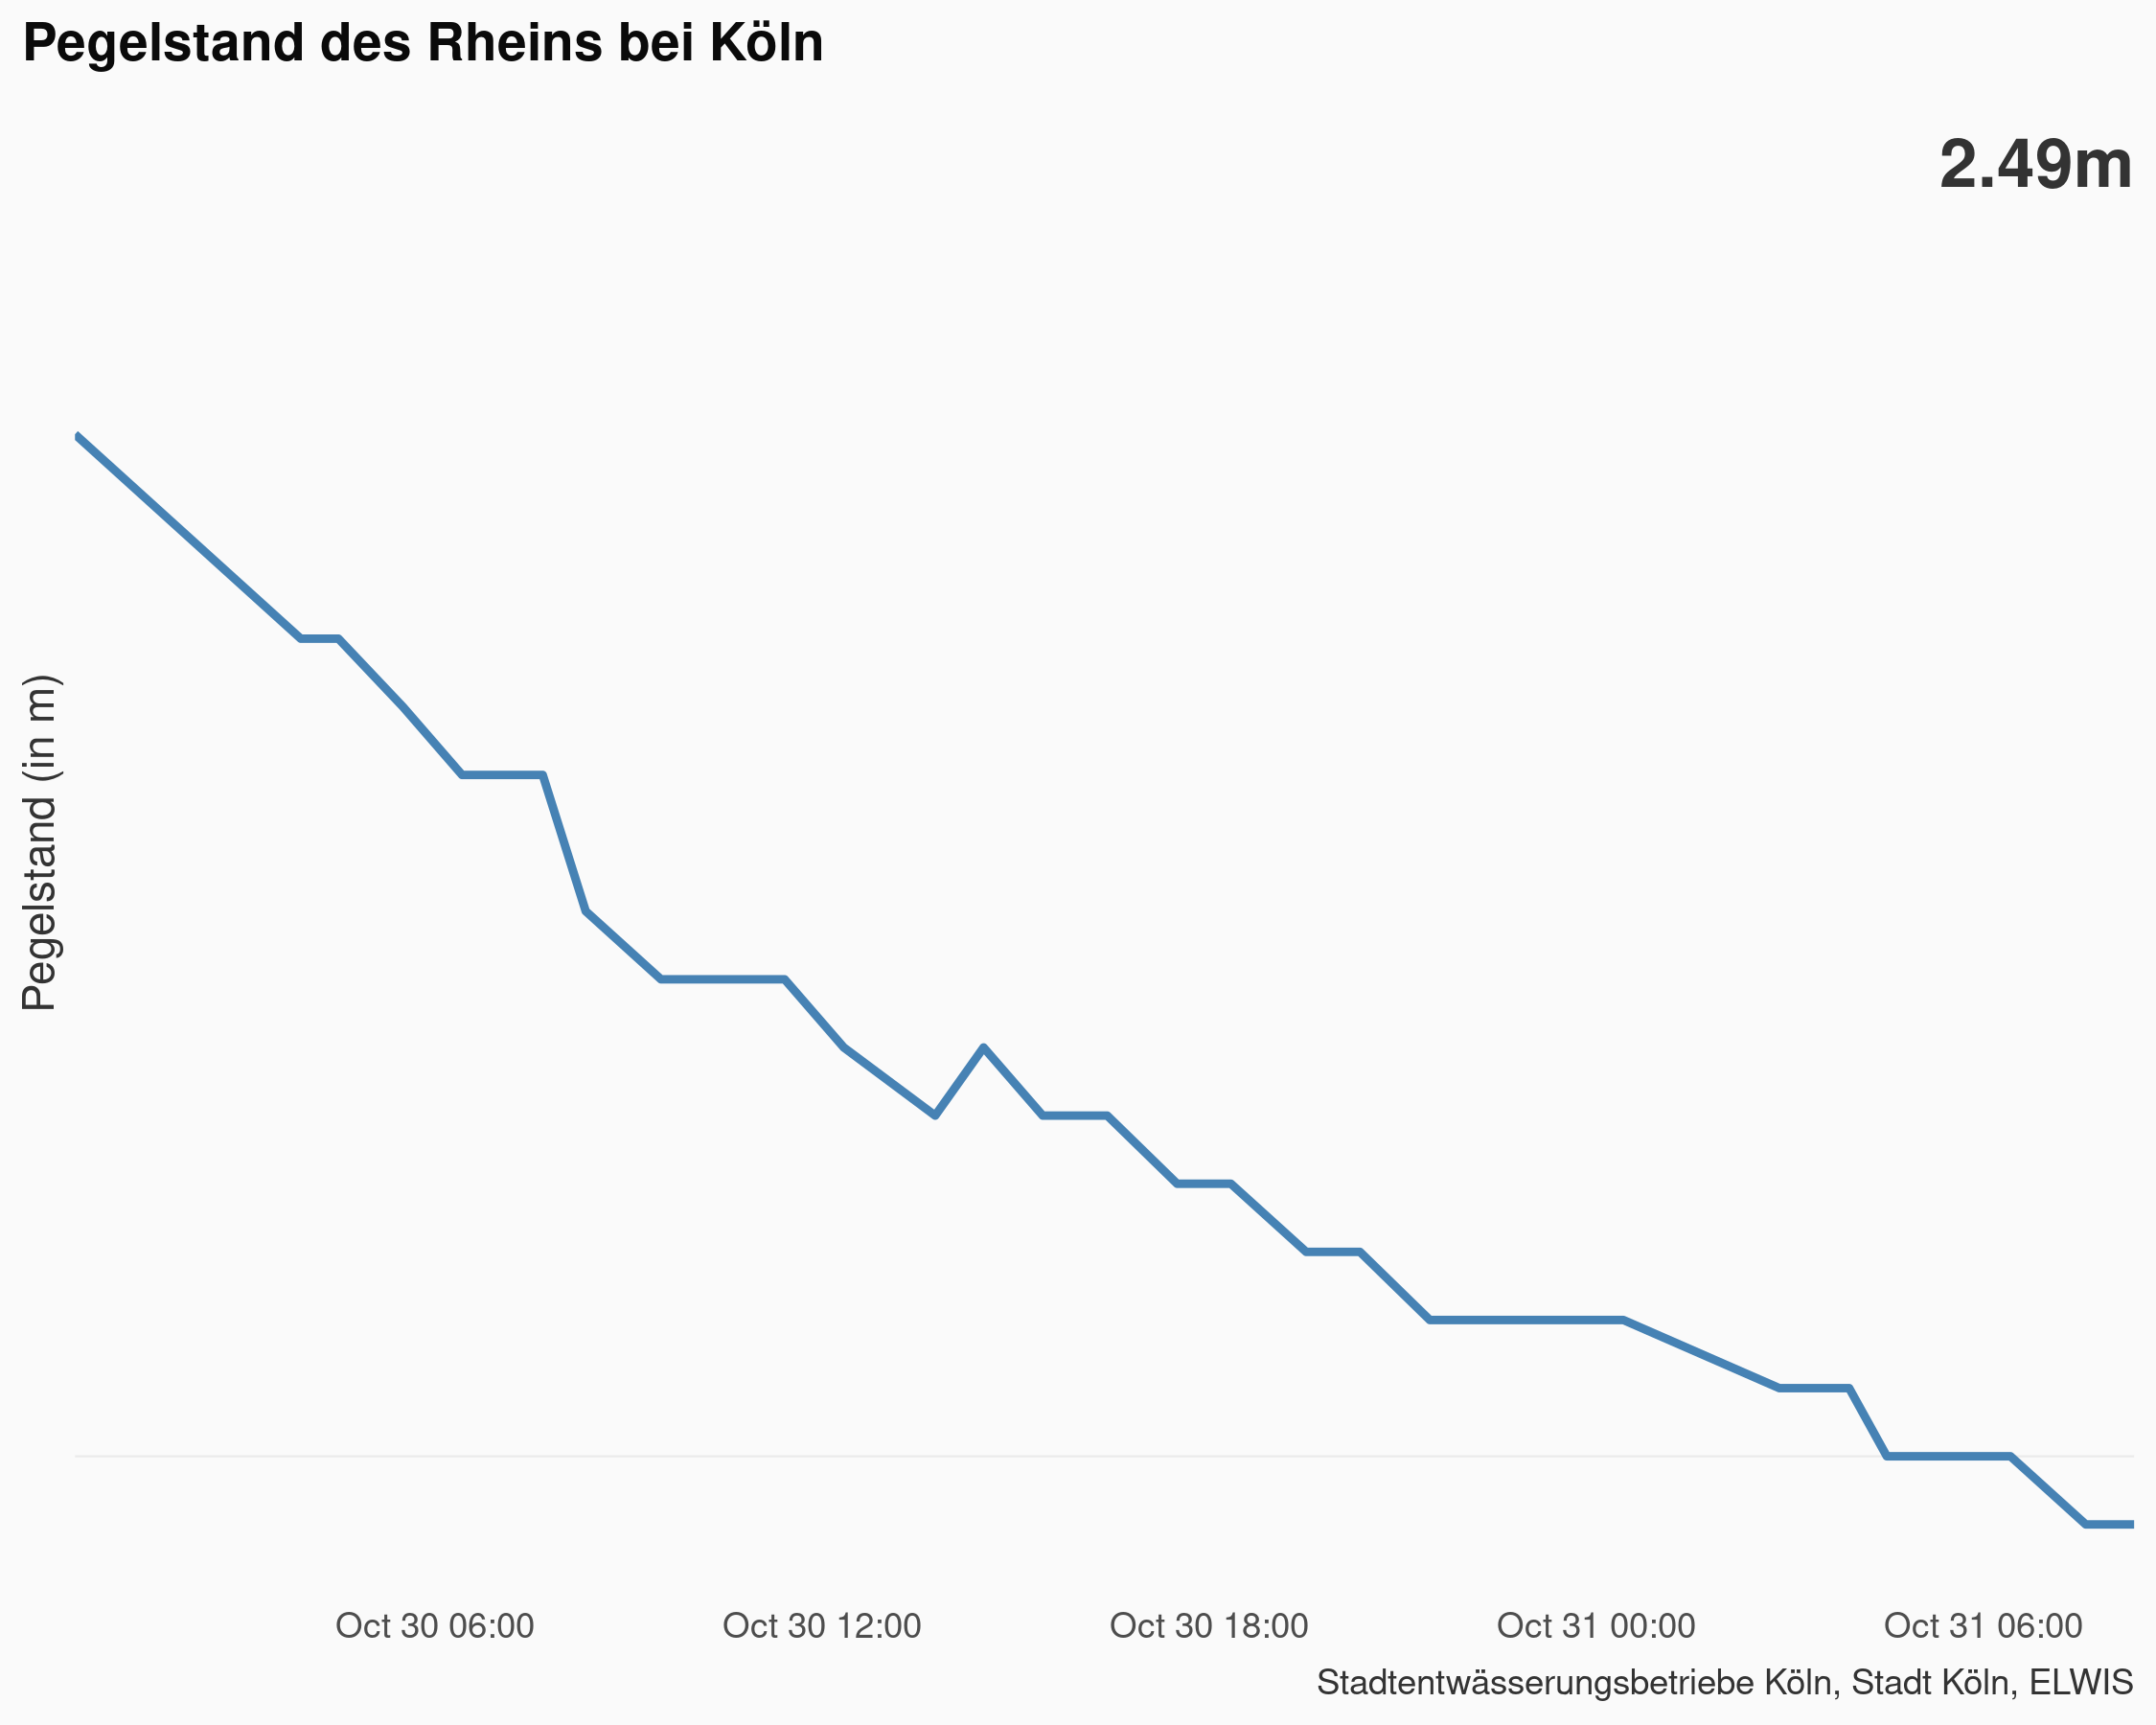 Pegelstand des Rheins bei Köln
2.49m
Pegelstand (in m)
Oct 30 06:00 Oct 30 12:00 Oct 30 18:00 Oct 31 00:00 Oct 31 06:00
Stadtentwässerungsbetriebe Köln, Stadt Köln, ELWIS